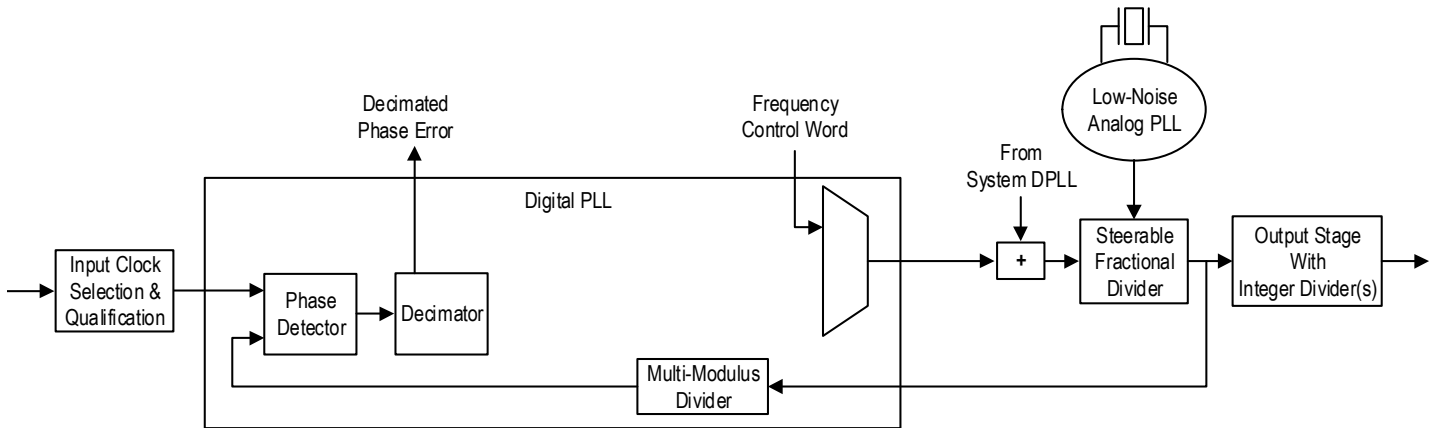 Low-Noise
Analog PLL
Decimated
Phase Error
Frequency
Control Word
From
System DPLL
Digital PLL
Input Clock
Selection &
Qualification
Phase
Detector
Decimator
+
Steerable
Fractional
Divider
Output Stage
With
Integer Divider(s)
Multi-Modulus
Divider